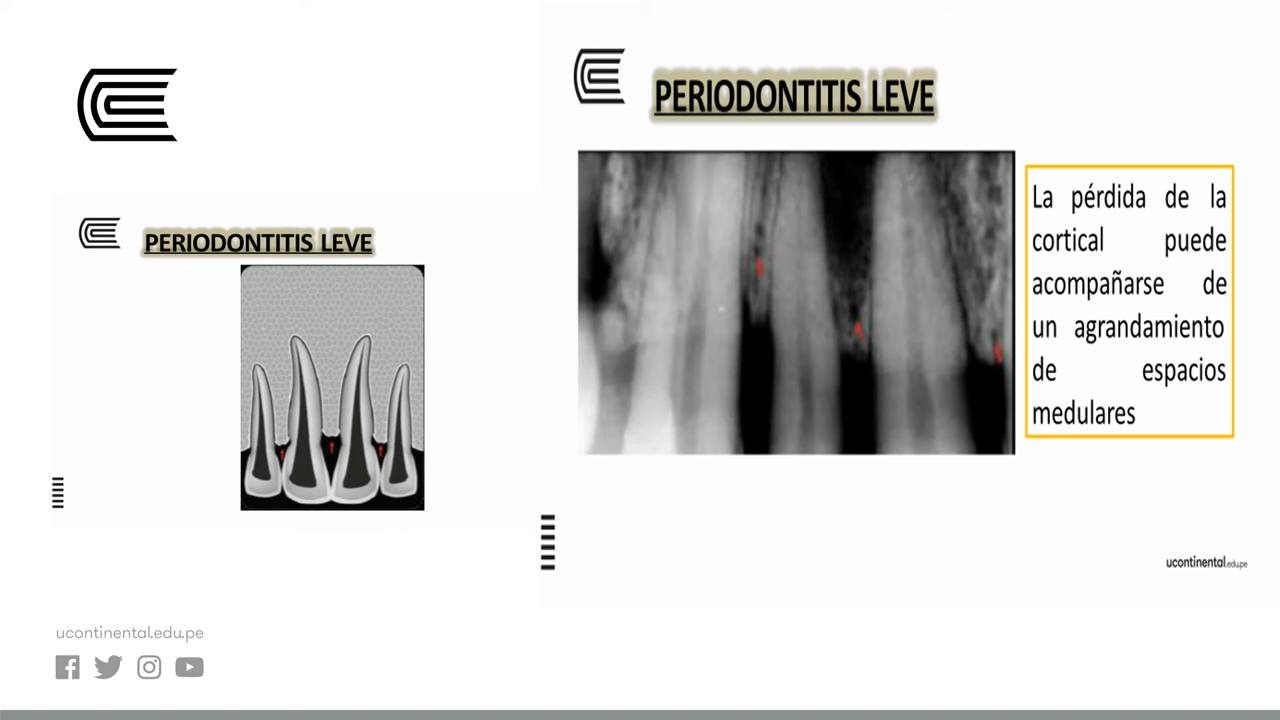 PERIODONTITIS LEVE
ucontinental.edu.pe
PERIODONTITIS LEVE
La pérdida de la
cortical puede
acompañarse de
un agrandamiento
de espacios
medulares
ucontinental.edu.pe